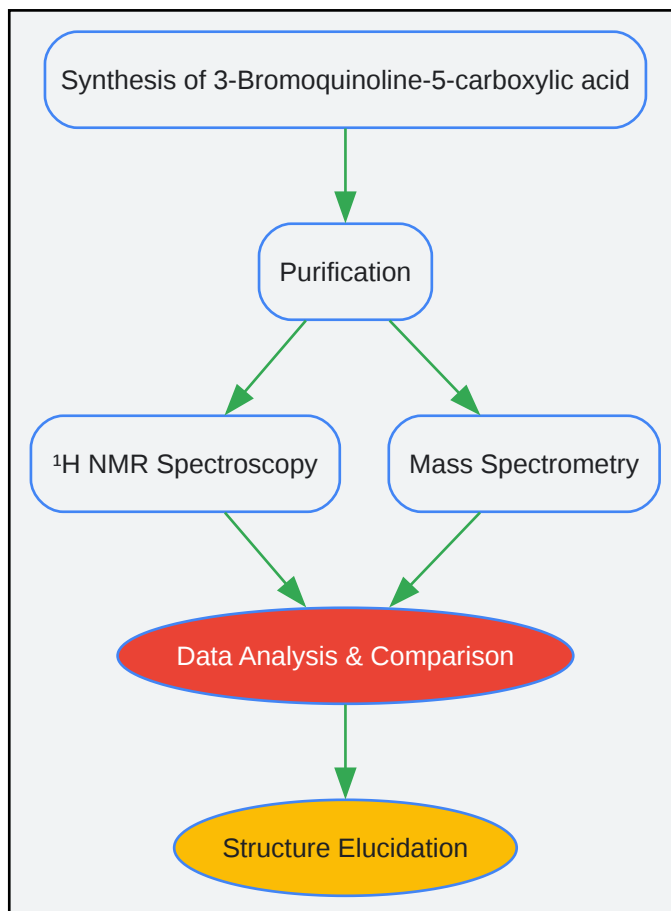 Synthesis of 3-Bromoquinoline-5-carboxylic acid
Purification
¹H NMR Spectroscopy
Mass Spectrometry
Data Analysis & Comparison
Structure Elucidation